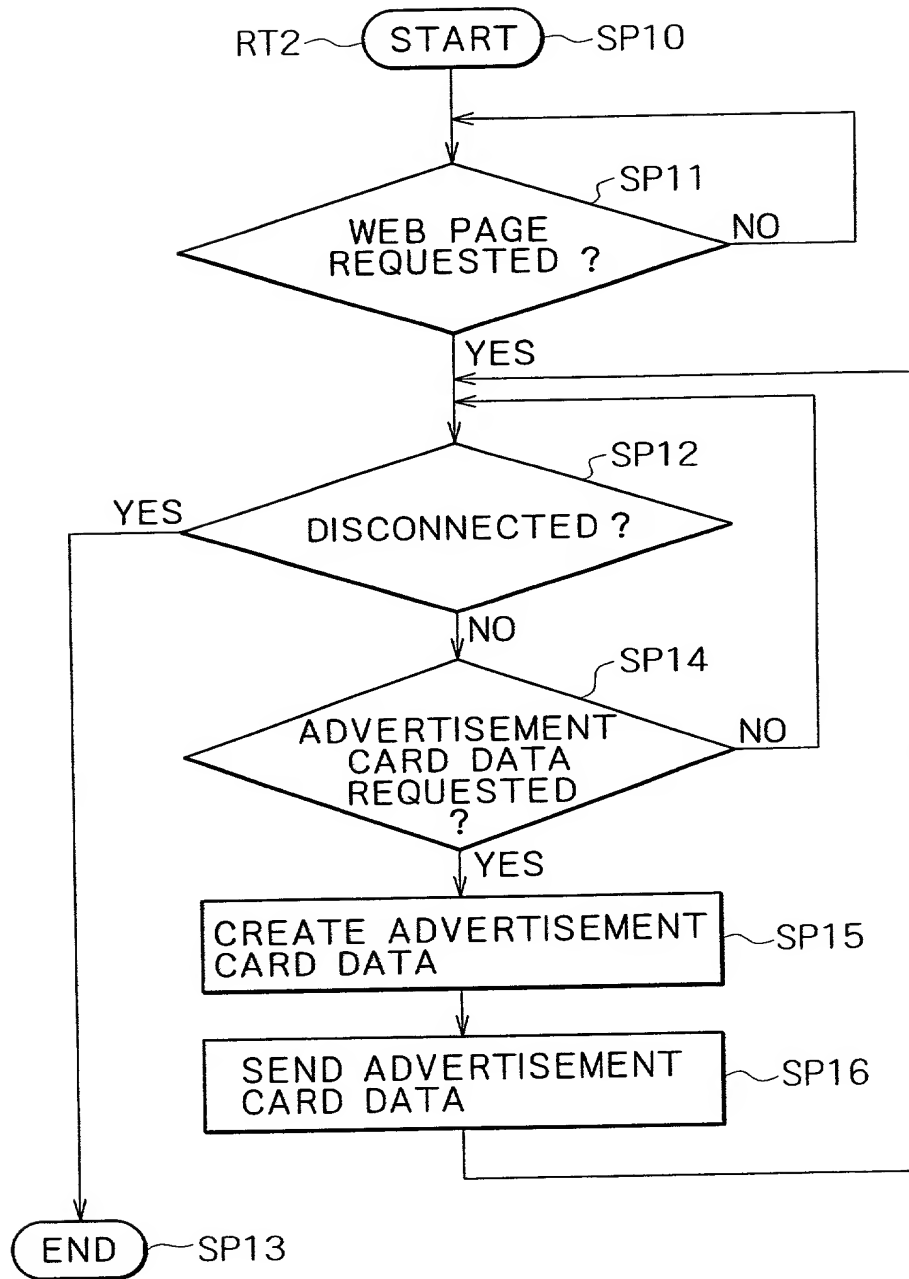 RT2 START SP10
SP11
WEB PAGE
REQUESTED ?
NO
YES
SP12
YES
DISCONNECTED ?
NO
SP14
ADVERTISEMENT
CARD DATA
REQUESTED
?
NO
YES
CREATE ADVERTISEMENT
CARD DATA
SP15
SEND ADVERTISEMENT
CARD DATA
SP16
END SP13